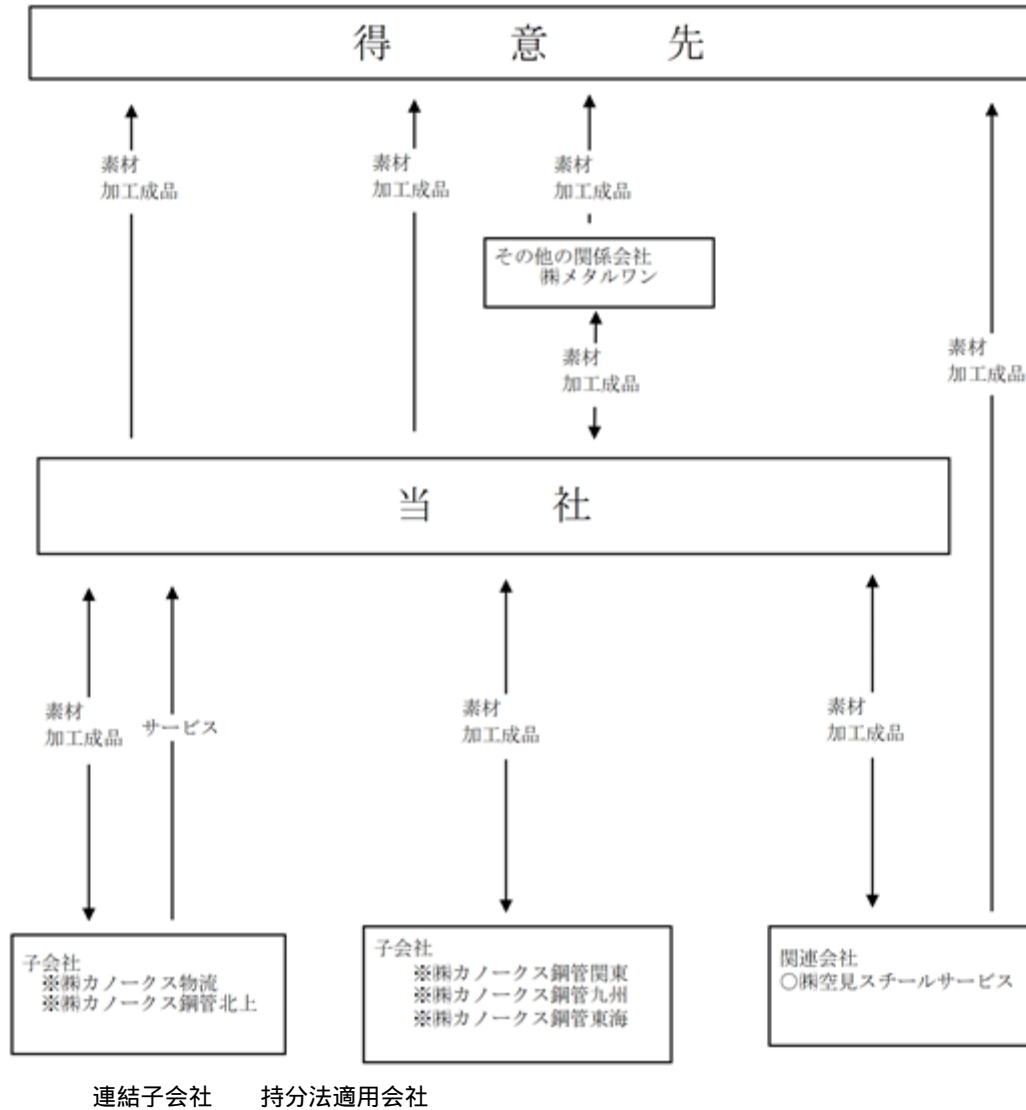 得意先
素材
加工成品
素材
加工成品
素材
加工成品
その他の関係会社
㈱メタルワン
素材
加工成品
素材
加工成品
当社
素材
加工成品
サービス
素材
加工成品
素材
加工成品
子会社
※㈱カノークス物流
※㈱カノークス鋼管北上
子会社
※㈱カノークス鋼管関東
※㈱カノークス鋼管九州
※㈱カノークス鋼管東海
関連会社
○㈱空見スチールサービス
連結子会社　持分法適用会社